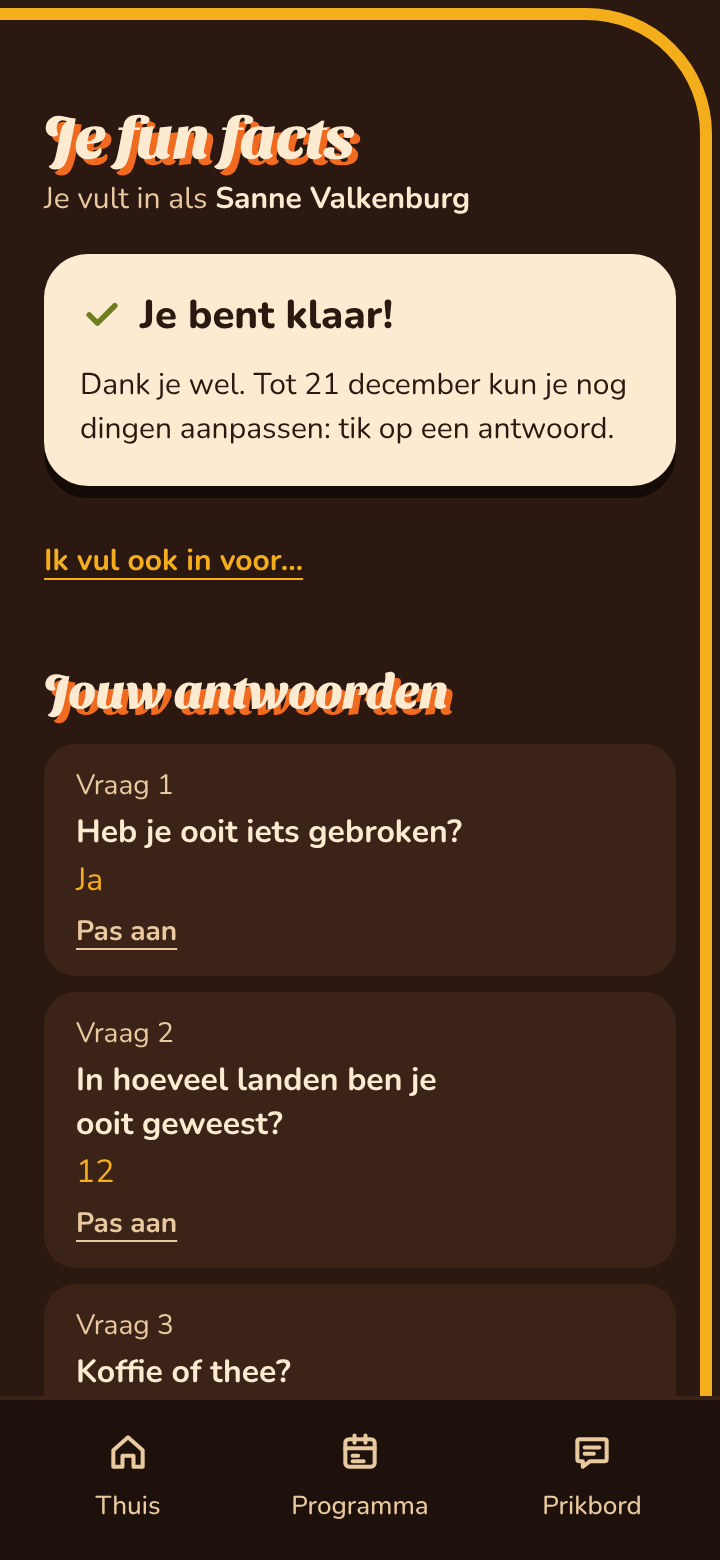 Je fun facts
Je vult in als Sanne Valkenburg
Je bent klaar!
Dank je wel. Tot 21 december kun je nog
dingen aanpassen: tik op een antwoord.
Ik vul ook in voor...
Jouw antwoorden
Vraag 1
Heb je ooit iets gebroken?
Ja
Pas aan
Vraag 2
In hoeveel landen ben je
ooit geweest?
12
Pas aan
Vraag 3
Koffie of thee?
Thuis
Programma
Prikbord